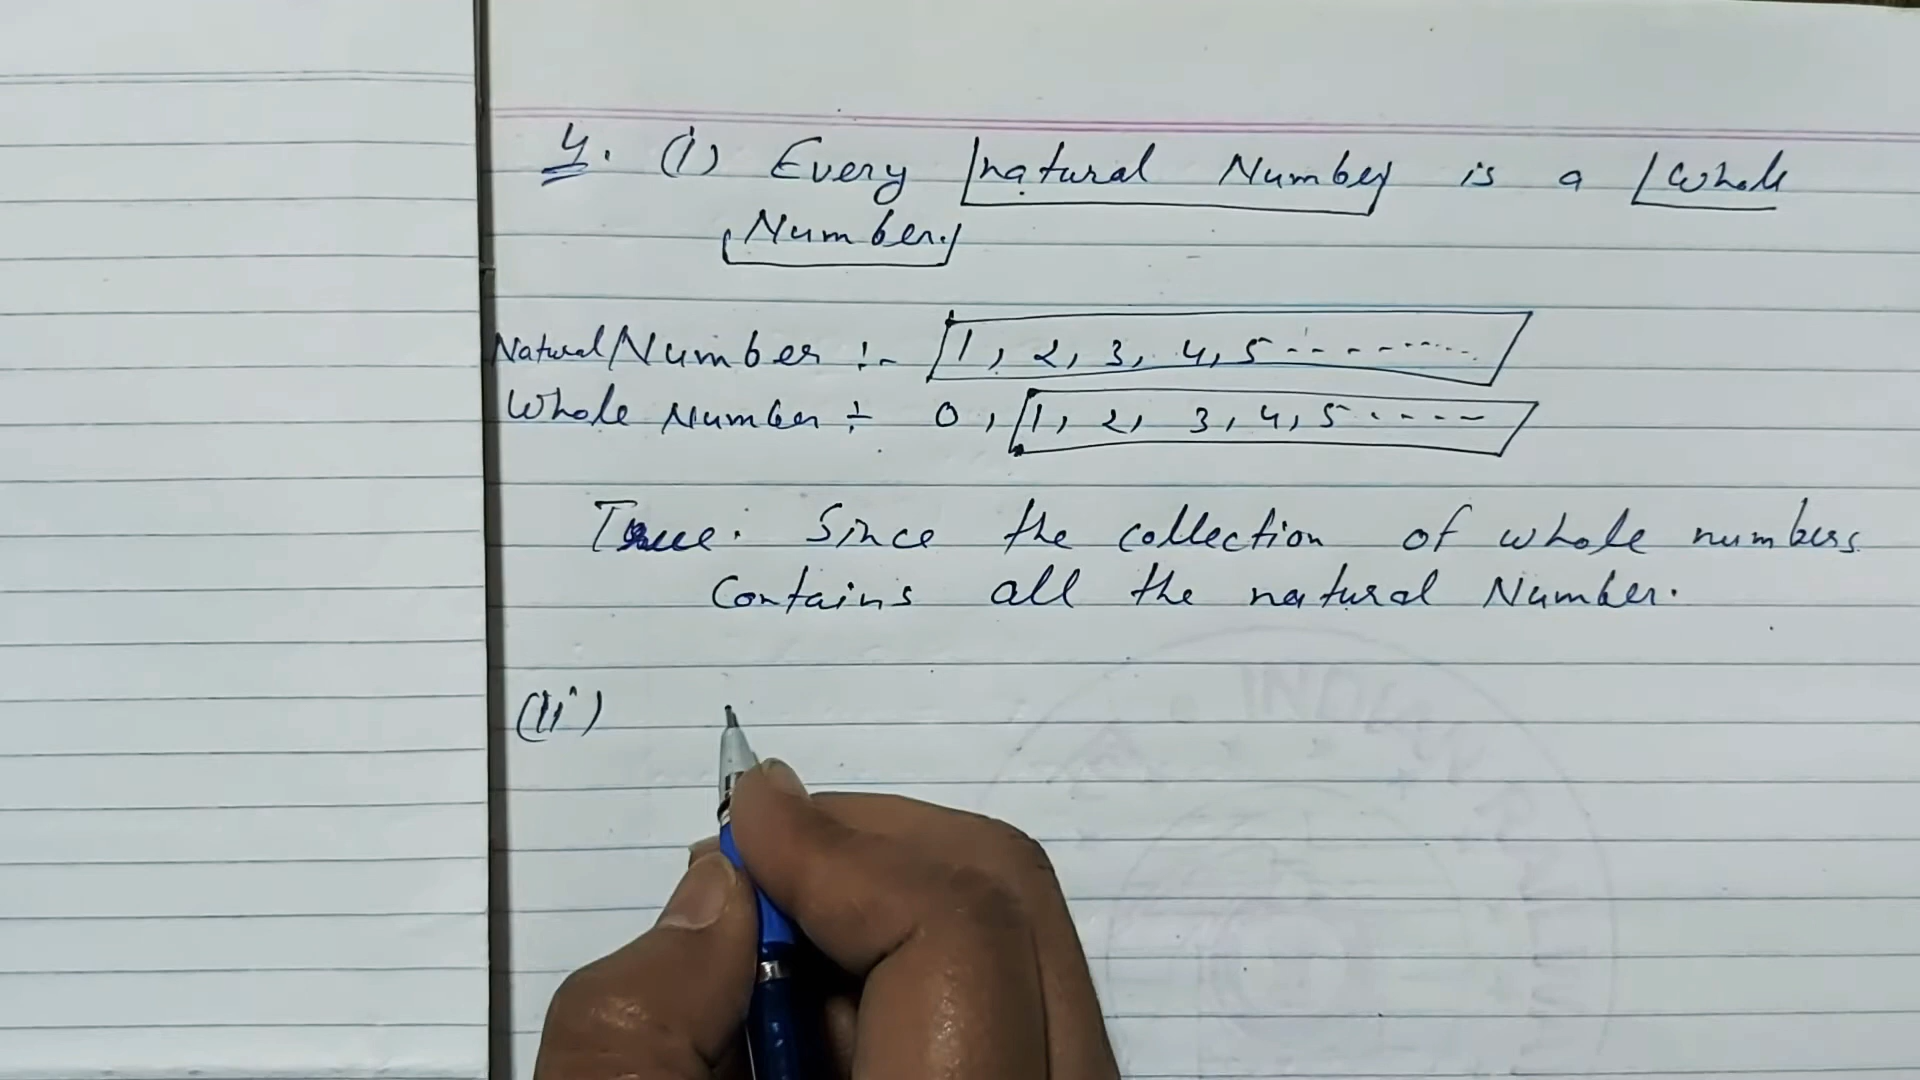 4. (i) Every natural Number is a whole
Number.
Natural Number :- 1, 2, 3, 4, 5 - - - - - - - - -
Whole Number ÷ 0, 1, 2, 3, 4, 5 - - - - -
True. Since the collection of whole numbers
Contains all the natural Number.
(ii)